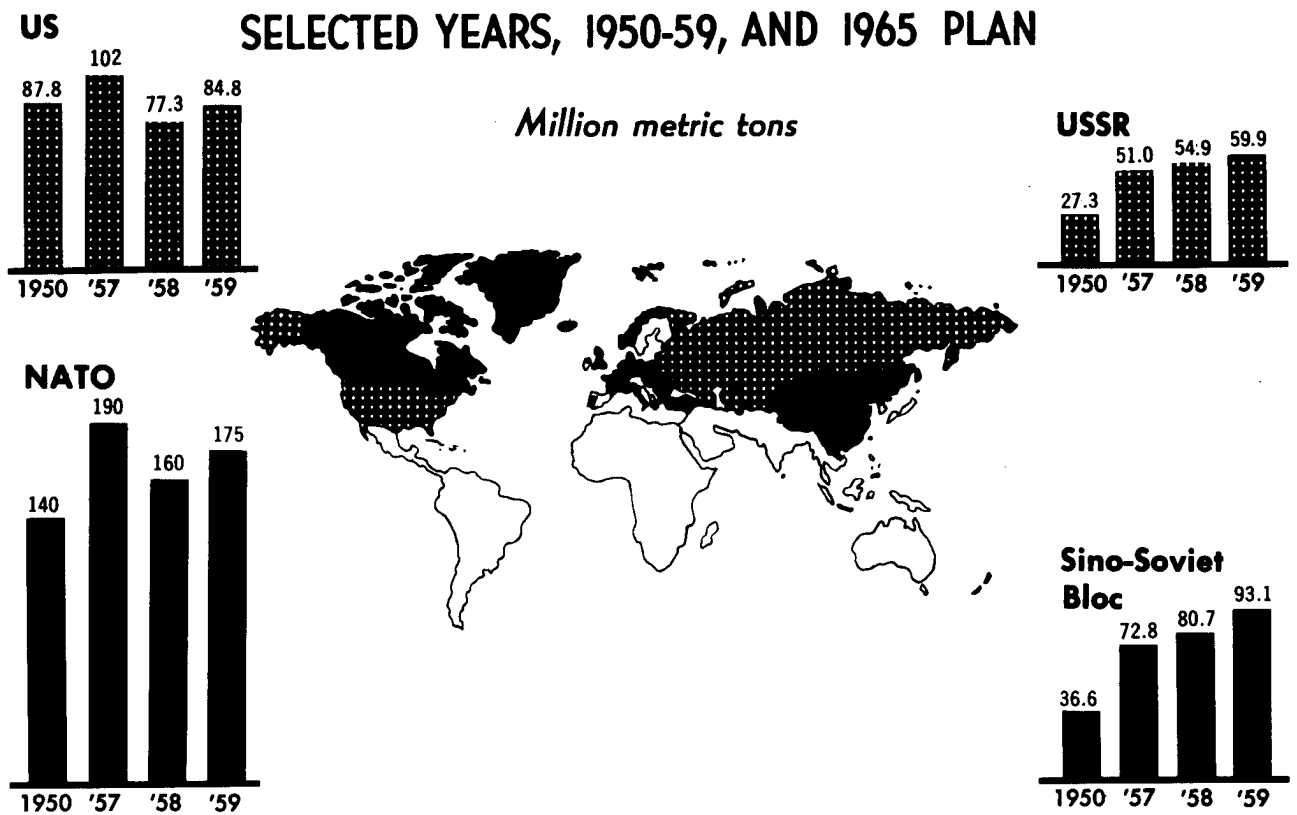 SELECTED YEARS, 1950-59, AND 1965 PLAN
Million metric tons
US
87.8 102 77.3 84.8
1950 '57 '58 '59
USSR
27.3 51.0 54.9 59.9
1950 '57 '58 '59
NATO
140 190 160 175
1950 '57 '58 '59
Sino-Soviet
Bloc
36.6 72.8 80.7 93.1
1950 '57 '58 '59